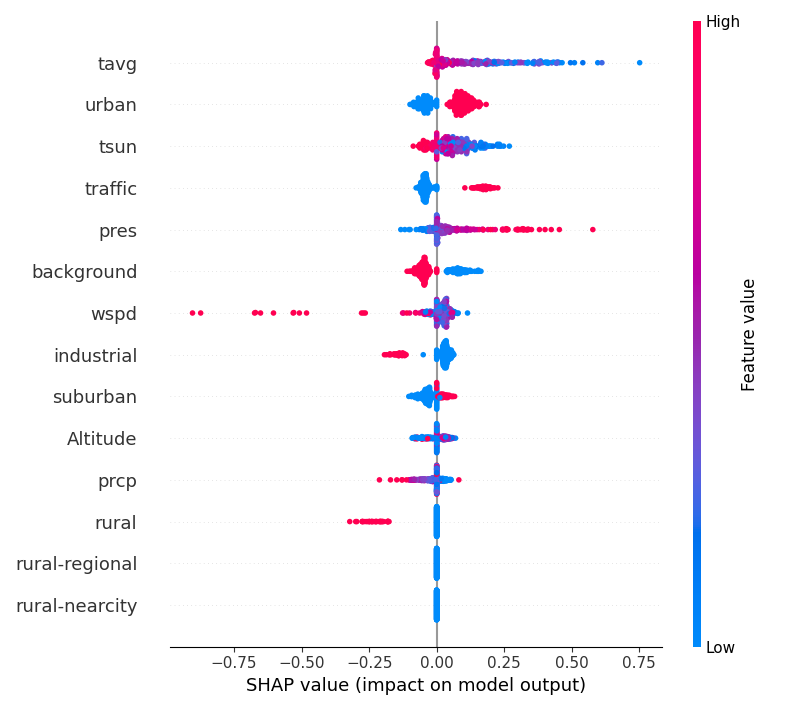 High
tavg
urban
tsun
traffic
pres
background
wspd
industrial
suburban
Altitude
prcp
rural
rural-regional
rural-nearcity
Feature value
Low
−0.75 −0.50 −0.25 0.00 0.25 0.50 0.75
SHAP value (impact on model output)